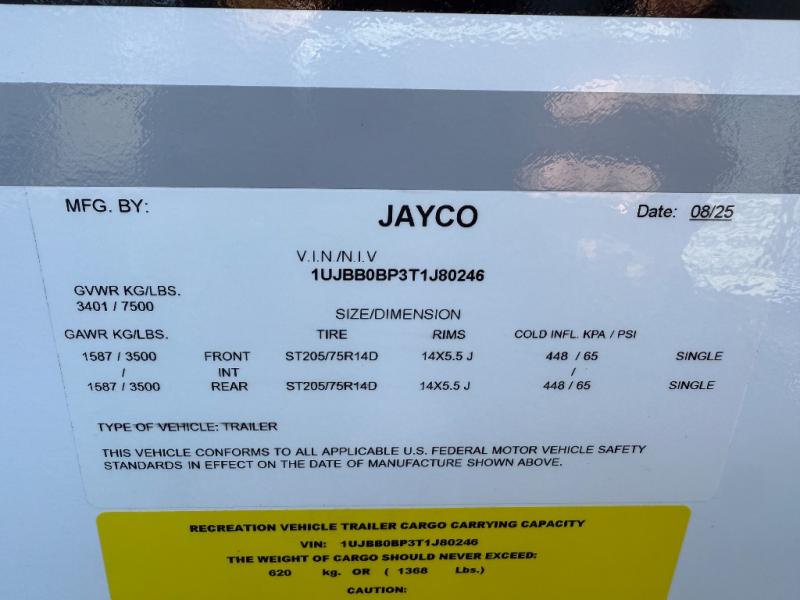 MFG. BY: JAYCO Date: 08/25
V.I.N./N.I.V
1UJBB0BP3T1J80246
GVWR KG/LBS.
3401 / 7500
SIZE/DIMENSION
GAWR KG/LBS. TIRE RIMS COLD INFL. KPA / PSI
1587 / 3500 FRONT ST205/75R14D 14X5.5 J 448 / 65 SINGLE
/ INT /
1587 / 3500 REAR ST205/75R14D 14X5.5 J 448 / 65 SINGLE
TYPE OF VEHICLE: TRAILER
THIS VEHICLE CONFORMS TO ALL APPLICABLE U.S. FEDERAL MOTOR VEHICLE SAFETY
STANDARDS IN EFFECT ON THE DATE OF MANUFACTURE SHOWN ABOVE.
RECREATION VEHICLE TRAILER CARGO CARRYING CAPACITY
VIN: 1UJBB0BP3T1J80246
THE WEIGHT OF CARGO SHOULD NEVER EXCEED:
620 kg. OR ( 1368 Lbs.)
CAUTION: